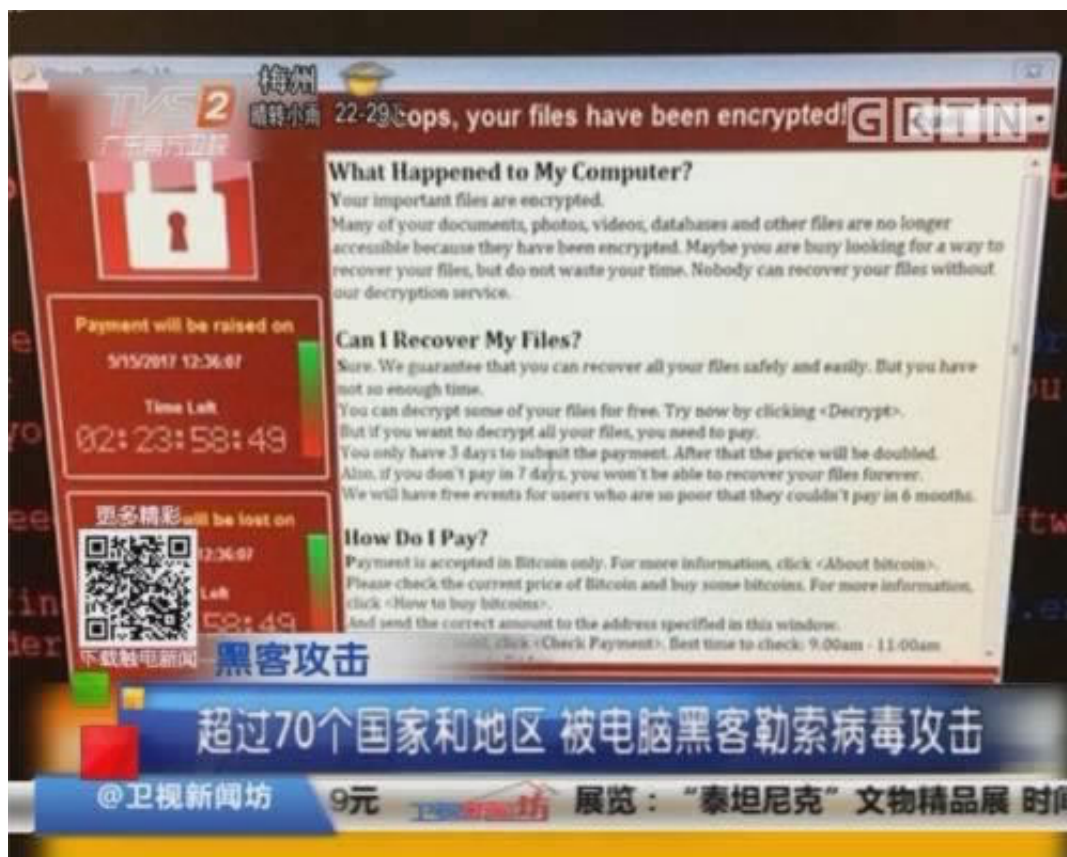 TVS2
梅州
晴转小雨 22-29
ops, your files have been encrypted!
GRTN
What Happened to My Computer?
Your important files are encrypted.
Many of your documents, photos, videos, databases and other files are no longer
accessible because they have been encrypted. Maybe you are busy looking for a way to
recover your files, but do not waste your time. Nobody can recover your files without
our decryption service.
Payment will be raised on
5/15/2017 12:36:07
Time Left
02:23:58:49
Can I Recover My Files?
Sure. We guarantee that you can recover all your files safely and easily. But you have
not so enough time.
You can decrypt some of your files for free. Try now by clicking <Decrypt>.
But if you want to decrypt all your files, you need to pay.
You only have 3 days to submit the payment. After that the price will be doubled.
Also, if you don't pay in 7 days, you won't be able to recover your files forever.
We will have free events for users who are so poor that they couldn't pay in 6 months.
更多精彩
will be lost on
12:36:07
Left
58:49
下载触电新闻
How Do I Pay?
Payment is accepted in Bitcoin only. For more information, click <About bitcoin>.
Please check the current price of Bitcoin and buy some bitcoins. For more information,
click <How to buy bitcoins>.
And send the correct amount to the address specified in this window.
click <Check Payment>. Best time to check: 9:00am - 11:00am
黑客攻击
超过70个国家和地区 被电脑黑客勒索病毒攻击
@卫视新闻坊
9元 卫视新闻坊 展览：“泰坦尼克”文物精品展 时间